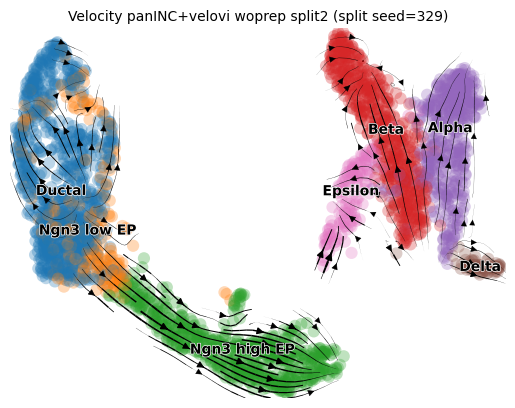 Velocity panINC+velovi woprep split2 (split seed=329)
Beta
Alpha
Ductal
Epsilon
Ngn3 low EP
Delta
Ngn3 high EP